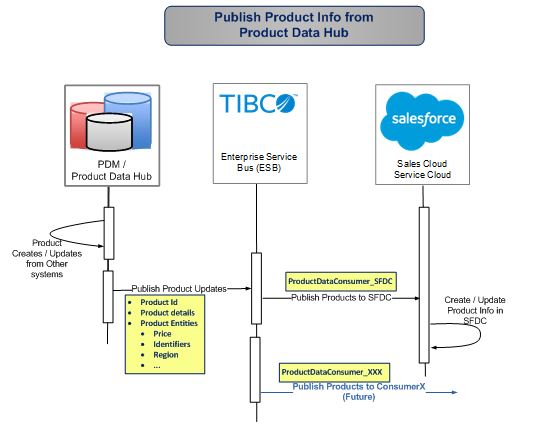 Publish Product Info from
Product Data Hub
PDM /
Product Data Hub
TIBCO™
Enterprise Service
Bus (ESB)
salesforce
Sales Cloud
Service Cloud
Product
Creates / Updates
from Other
systems
Publish Product Updates
• Product Id
• Product details
• Product Entities
• Price
• Identifiers
• Region
• ...
ProductDataConsumer_SFDC
Publish Products to SFDC
Create / Update
Product Info in
SFDC
ProductDataConsumer_XXX
Publish Products to ConsumerX
(Future)